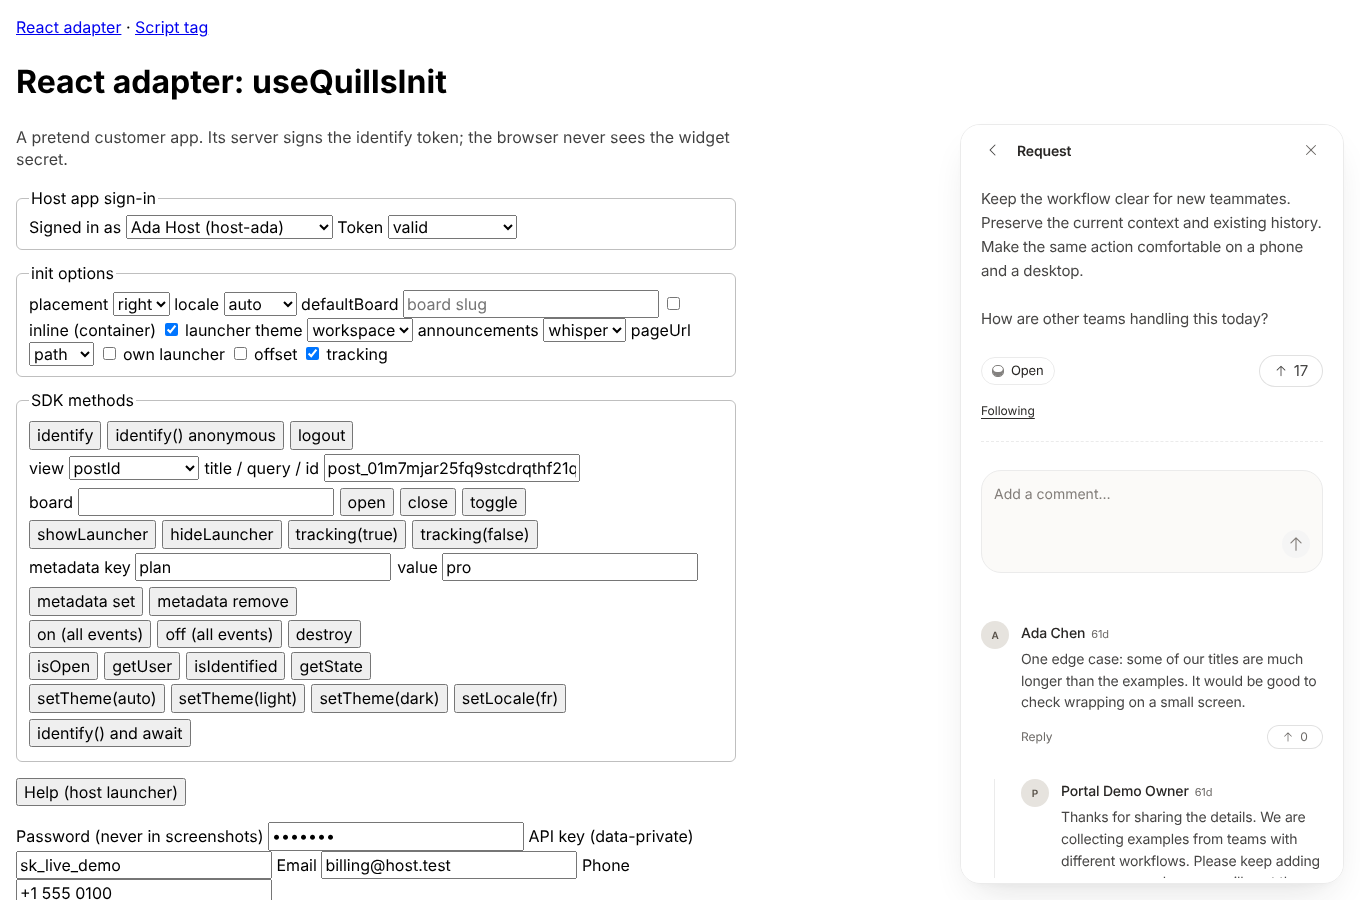 React adapter · Script tag
React adapter: useQuillsInit
A pretend customer app. Its server signs the identify token; the browser never sees the widget
secret.
Host app sign-in
Signed in as Ada Host (host-ada) Token valid
init options
placement right locale auto defaultBoard board slug
inline (container) launcher theme workspace announcements whisper pageUrl
path own launcher offset tracking
SDK methods
identify identify() anonymous logout
view postId title / query / id post_01m7mjar25fq9stcdrqthf21q
board open close toggle
showLauncher hideLauncher tracking(true) tracking(false)
metadata key plan value pro
metadata set metadata remove
on (all events) off (all events) destroy
isOpen getUser isIdentified getState
setTheme(auto) setTheme(light) setTheme(dark) setLocale(fr)
identify() and await
Help (host launcher)
Password (never in screenshots) ••••••• API key (data-private)
sk_live_demo Email billing@host.test Phone
+1 555 0100
Request
Keep the workflow clear for new teammates.
Preserve the current context and existing history.
Make the same action comfortable on a phone
and a desktop.
How are other teams handling this today?
Open 17
Following
Add a comment...
A Ada Chen 61d
One edge case: some of our titles are much
longer than the examples. It would be good to
check wrapping on a small screen.
Reply 0
P Portal Demo Owner 61d
Thanks for sharing the details. We are
collecting examples from teams with
different workflows. Please keep adding